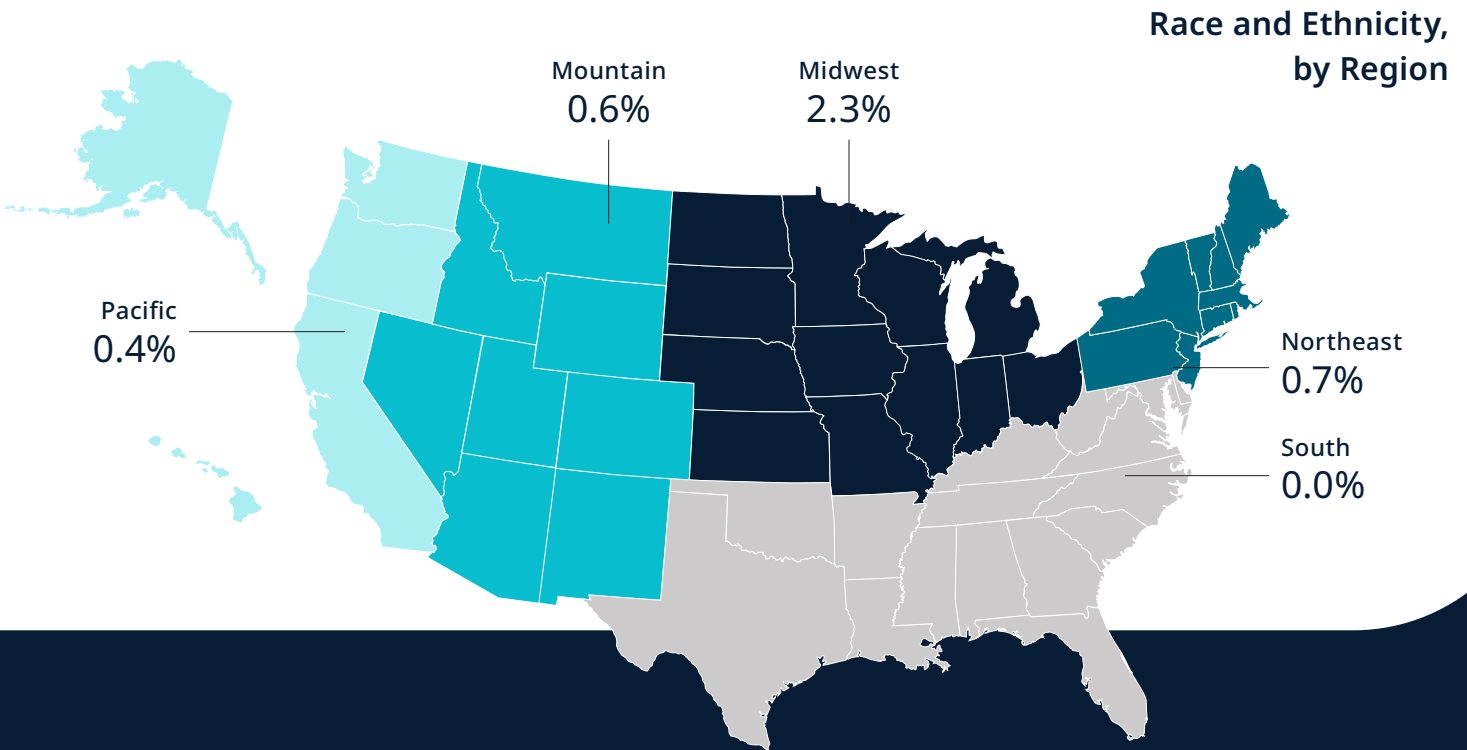 Race and Ethnicity,
by Region
Mountain
0.6%
Midwest
2.3%
Pacific
0.4%
Northeast
0.7%
South
0.0%